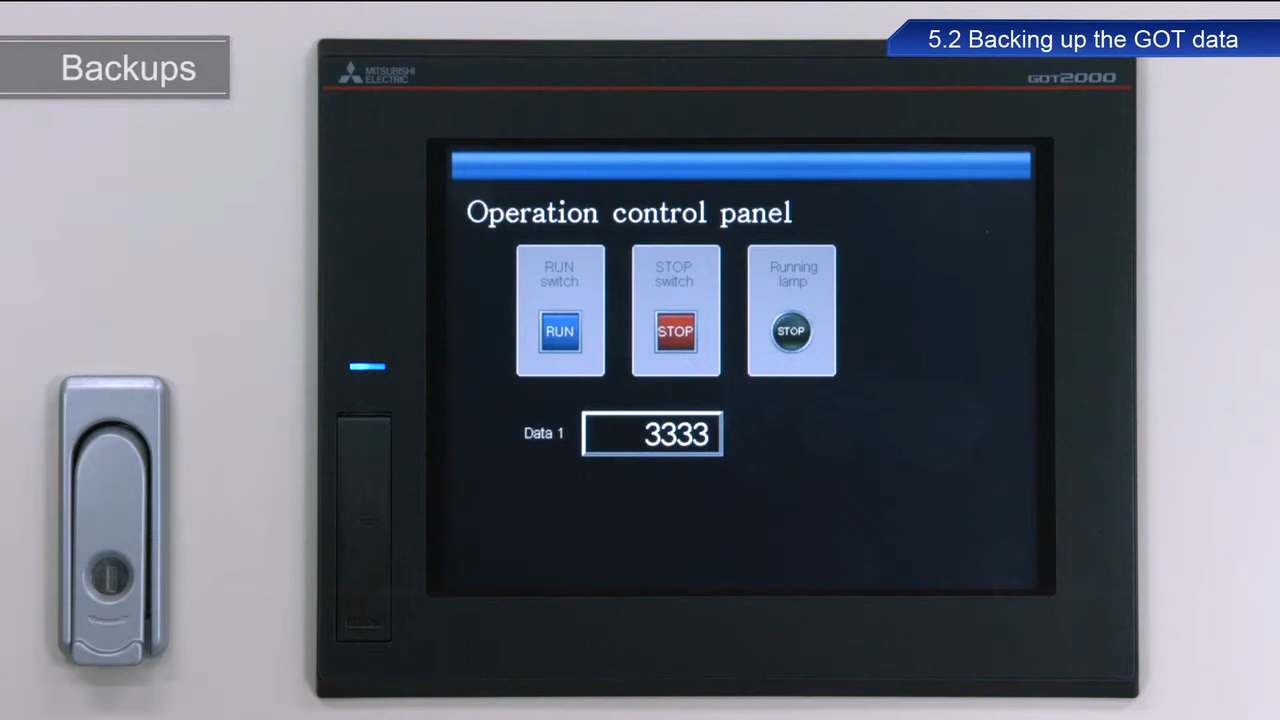 5.2 Backing up the GOT data
Backups
MITSUBISHI
ELECTRIC
GOT2000
Operation control panel
RUN
switch
STOP
switch
Running
lamp
RUN
STOP
STOP
Data 1
3333